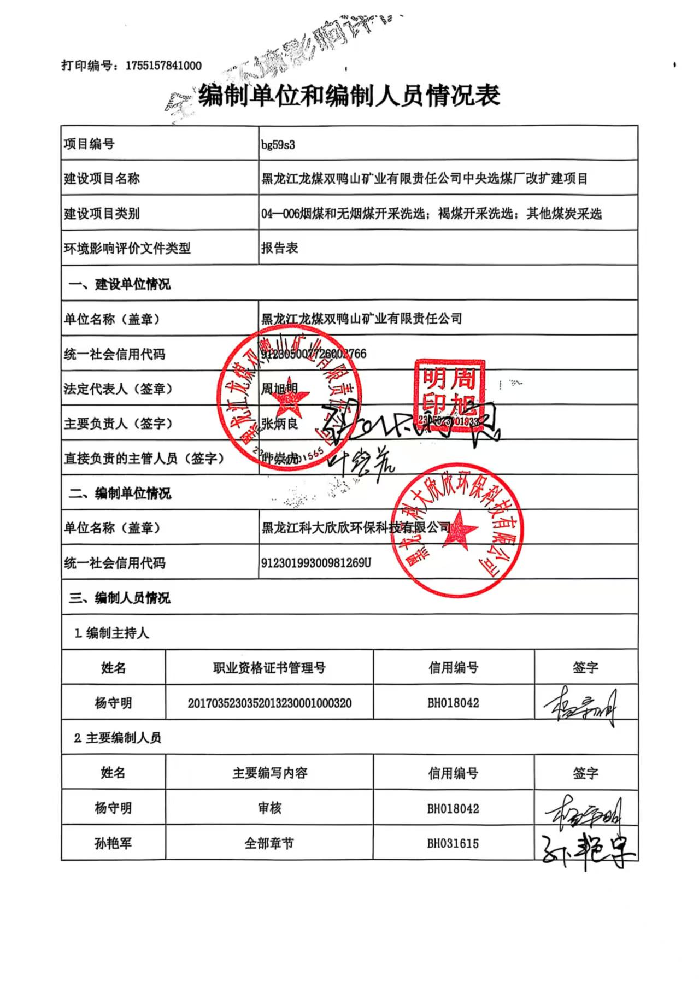 打印编号：1755157841000
编制单位和编制人员情况表
项目编号 bg59s3
建设项目名称 黑龙江龙煤双鸭山矿业有限责任公司中央选煤厂改扩建项目
建设项目类别 04—006烟煤和无烟煤开采洗选；褐煤开采洗选；其他煤炭采选
环境影响评价文件类型 报告表
一、建设单位情况
单位名称（盖章） 黑龙江龙煤双鸭山矿业有限责任公司
统一社会信用代码 912305007726002766
法定代表人（签章） 周旭明
周旭明印
主要负责人（签字） 张炳良 张炳良
直接负责的主管人员（签字） 叶崇虎 叶崇虎
黑龙江龙煤双鸭山矿业有限责任公司
二、编制单位情况
单位名称（盖章） 黑龙江科大欣欣环保科技有限公司
统一社会信用代码 91230199300981269U
黑龙江科大欣欣环保科技有限公司
三、编制人员情况
1.编制主持人
姓名 职业资格证书管理号 信用编号 签字
杨守明 2017035230352013230001000320 BH018042 杨守明
2.主要编制人员
姓名 主要编写内容 信用编号 签字
杨守明 审核 BH018042 杨守明
孙艳军 全部章节 BH031615 孙艳军